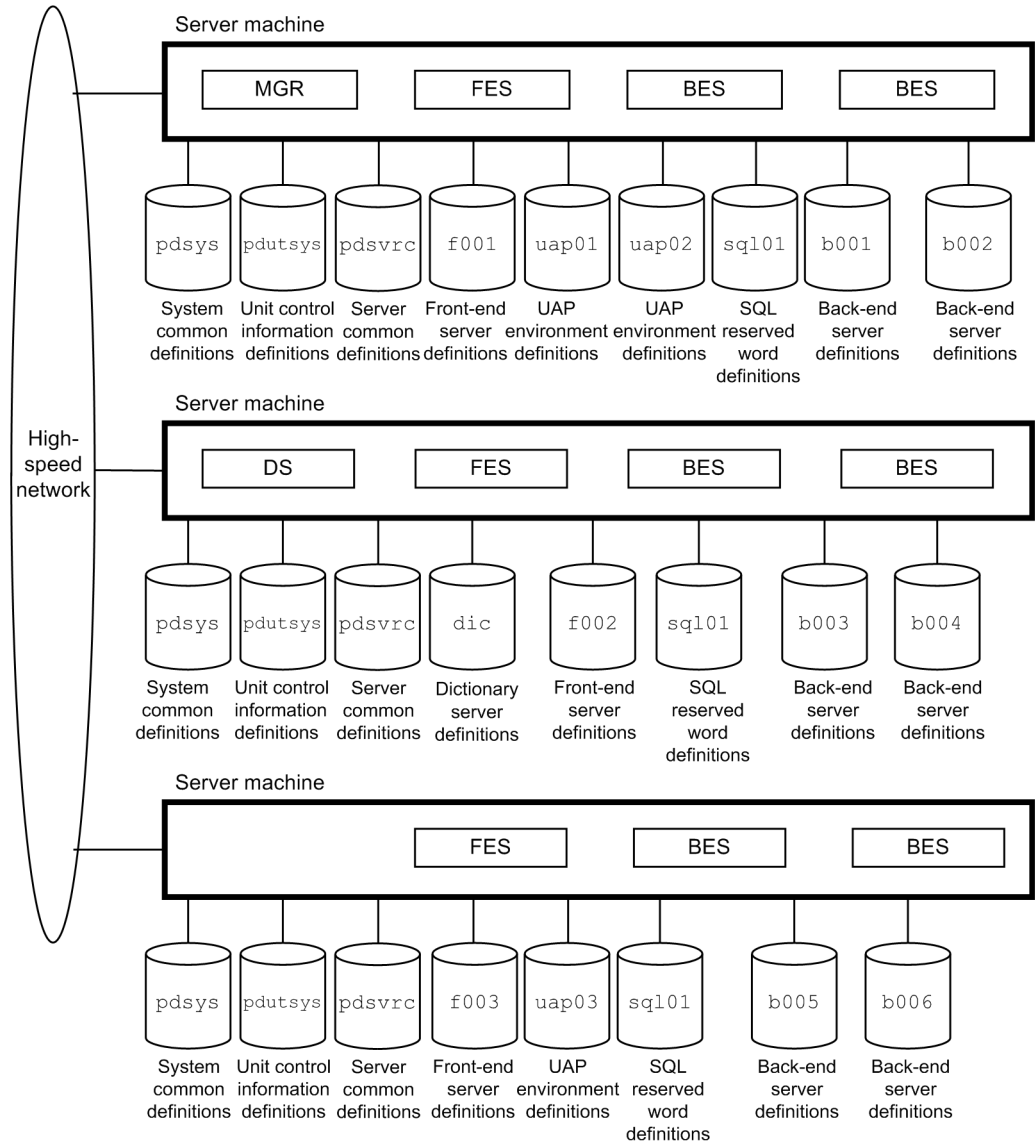 Server machine
MGR FES BES BES
pdsys pdutsys pdsvrc f001 uap01 uap02 sql01 b001 b002
System Unit control Server Front-end UAP UAP SQL Back-end Back-end
common information common server environment environment reserved server server
definitions definitions definitions definitions definitions definitions word definitions definitions
definitions
Server machine
High-
speed
network
DS FES BES BES
pdsys pdutsys pdsvrc dic f002 sql01 b003 b004
System Unit control Server Dictionary Front-end SQL Back-end Back-end
common information common server server reserved server server
definitions definitions definitions definitions definitions word definitions definitions
definitions
Server machine
FES BES BES
pdsys pdutsys pdsvrc f003 uap03 sql01 b005 b006
System Unit control Server Front-end UAP SQL Back-end Back-end
common information common server environment reserved server server
definitions definitions definitions definitions definitions word definitions definitions
definitions